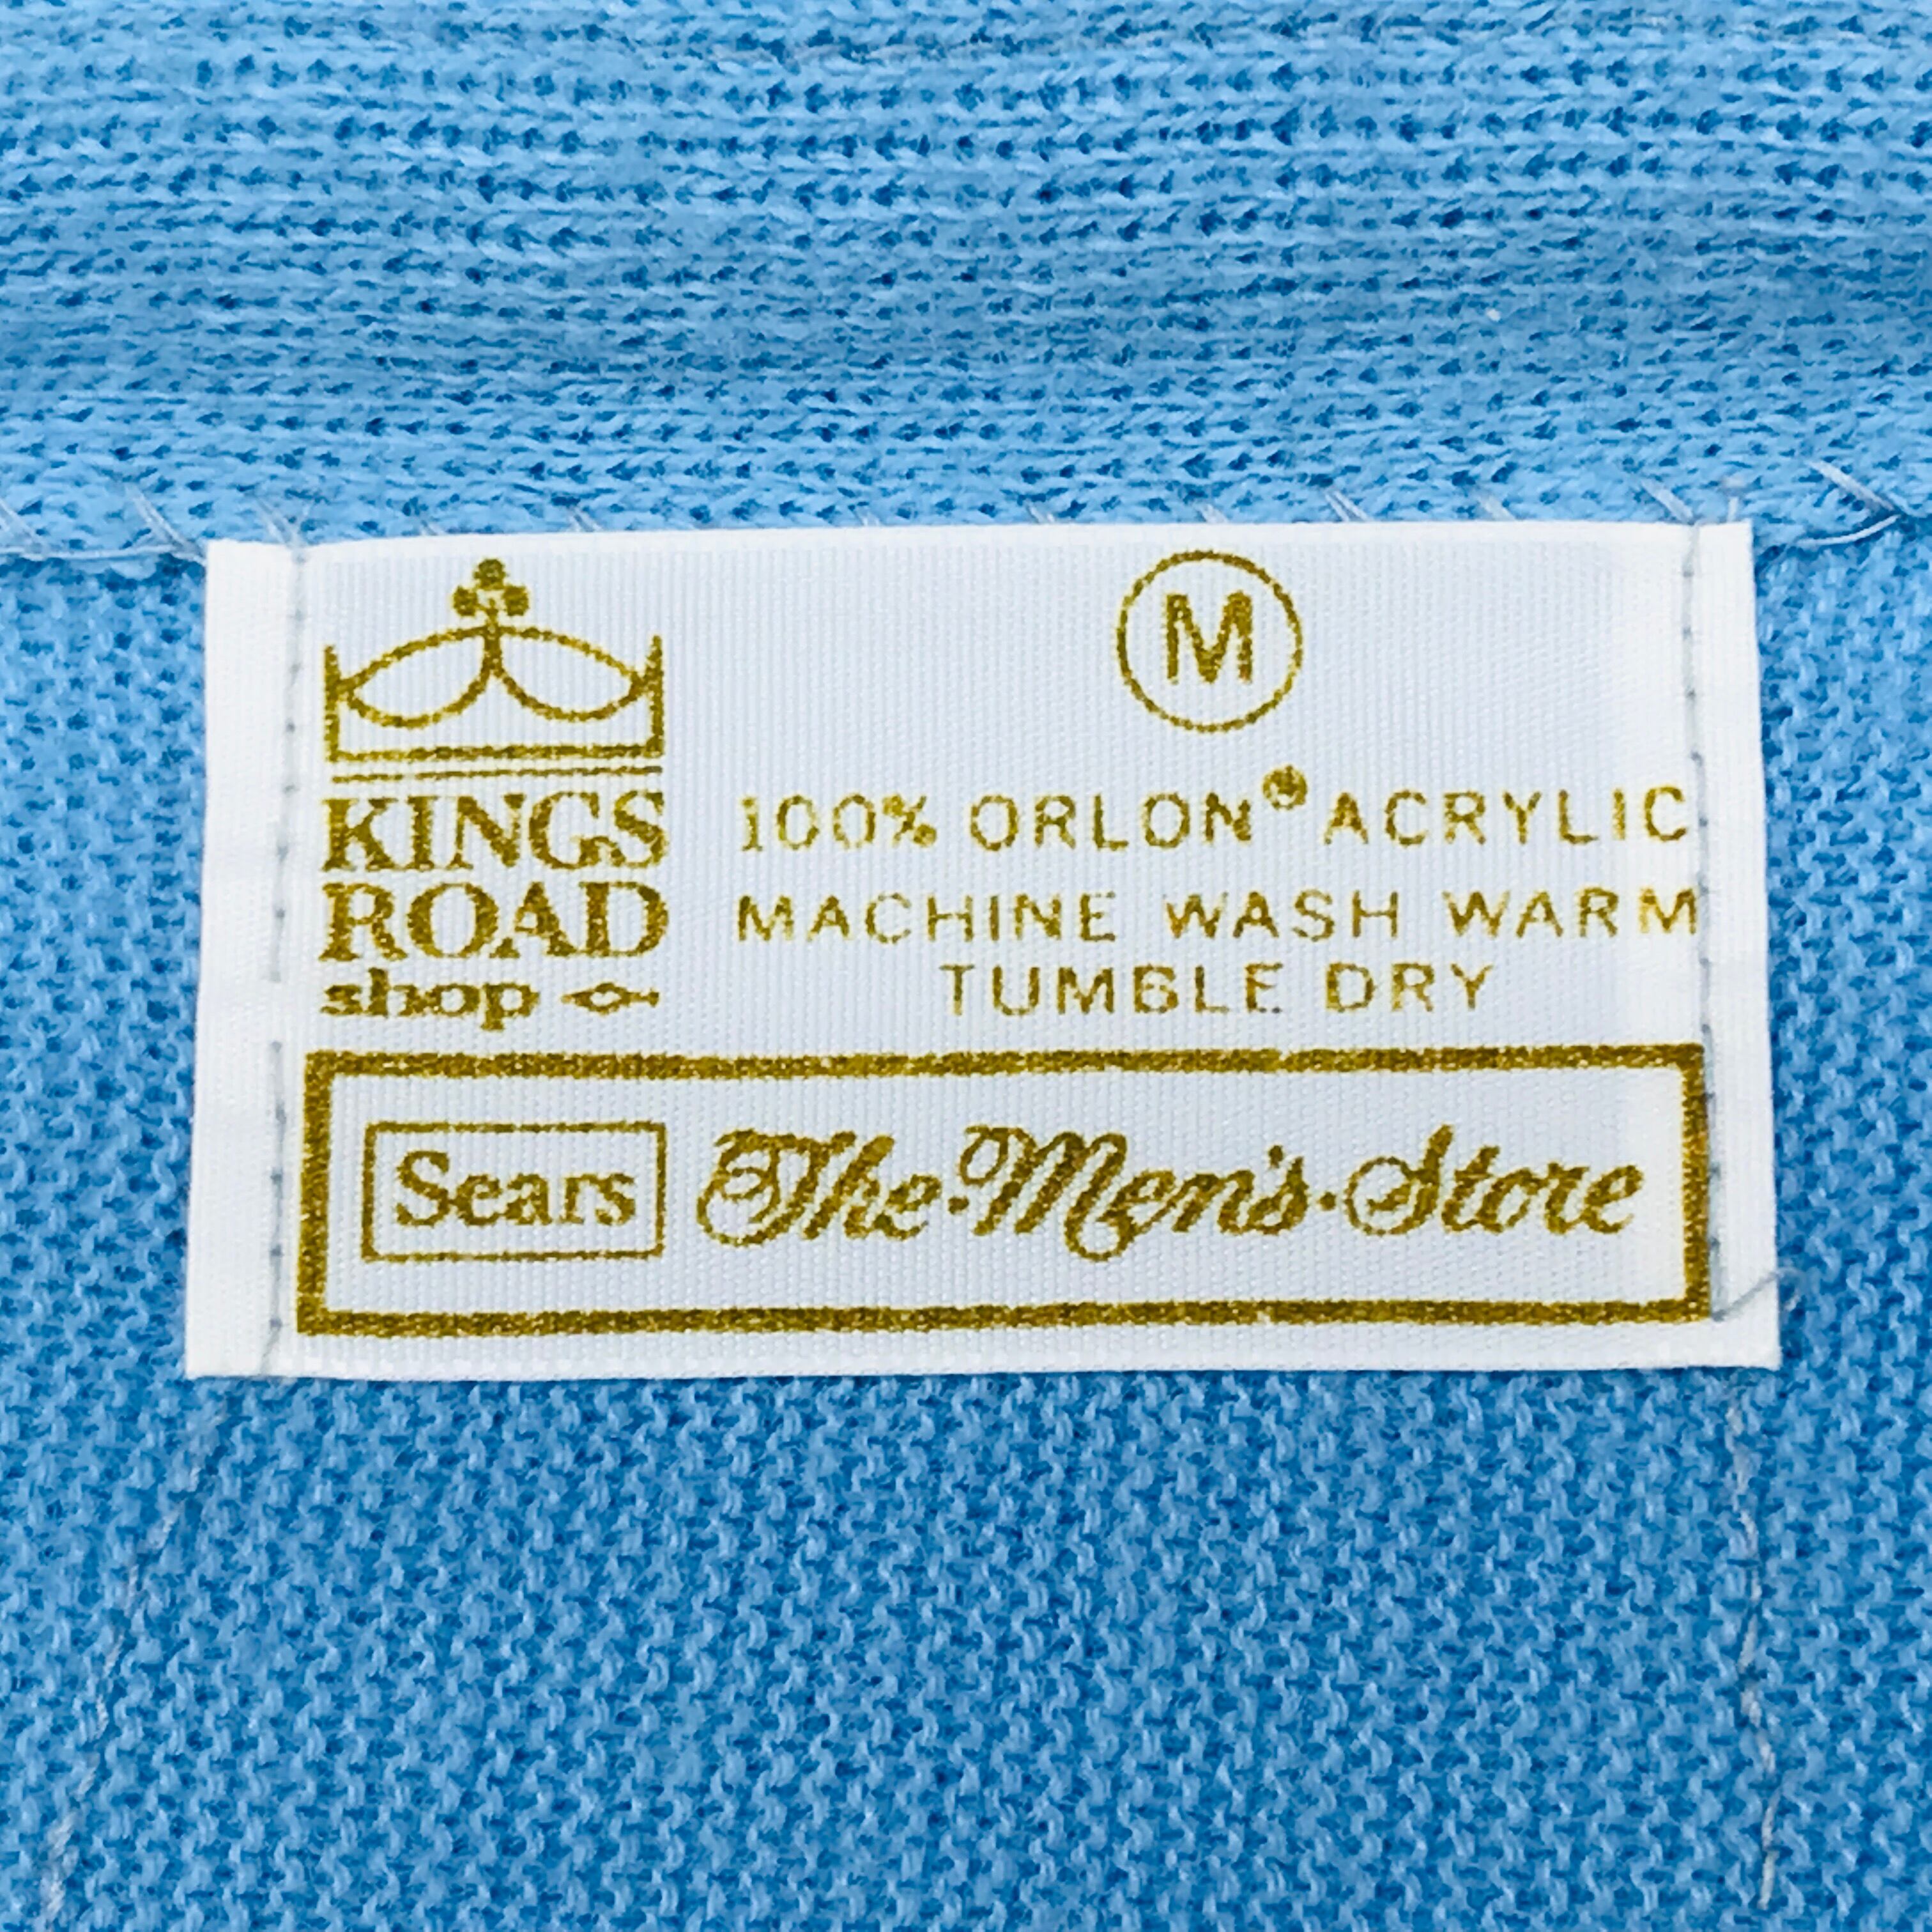 KINGS
ROAD
shop
M
100% ORLON® ACRYLIC
MACHINE WASH WARM
TUMBLE DRY
Sears The·Men's·Store